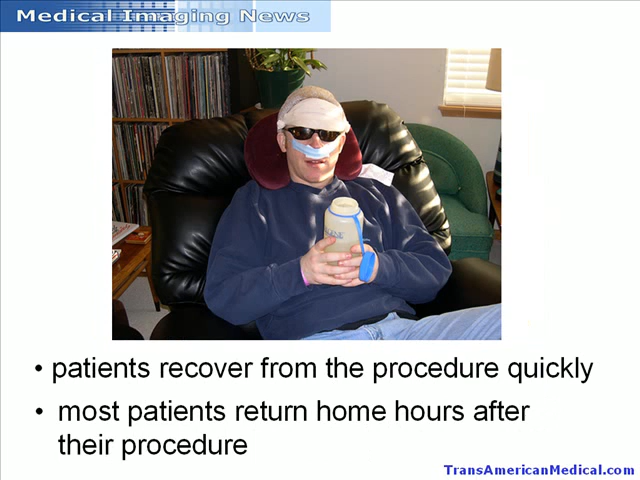 Medical Imaging News
• patients recover from the procedure quickly
• most patients return home hours after
their procedure
TransAmericanMedical.com